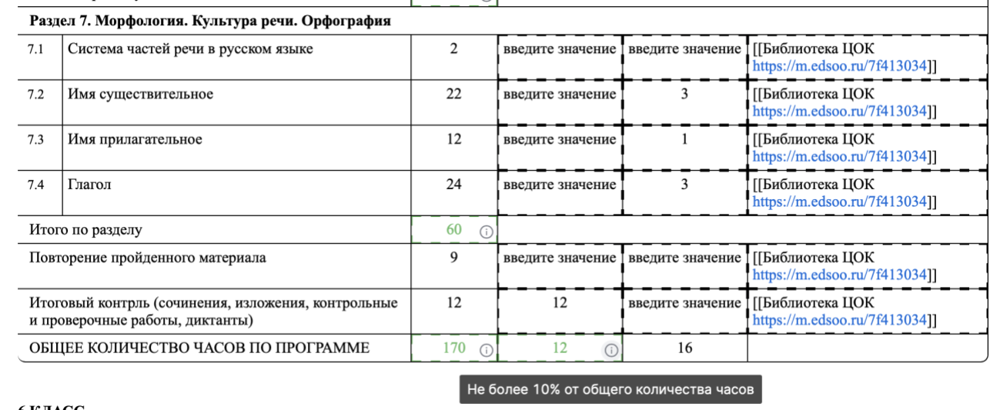 Раздел 7. Морфология. Культура речи. Орфография
7.1 Система частей речи в русском языке 2 введите значение введите значение [[Библиотека ЦОК
https://m.edsoo.ru/7f413034]]
7.2 Имя существительное 22 введите значение 3 [[Библиотека ЦОК
https://m.edsoo.ru/7f413034]]
7.3 Имя прилагательное 12 введите значение 1 [[Библиотека ЦОК
https://m.edsoo.ru/7f413034]]
7.4 Глагол 24 введите значение 3 [[Библиотека ЦОК
https://m.edsoo.ru/7f413034]]
Итого по разделу 60
Повторение пройденного материала 9 введите значение введите значение [[Библиотека ЦОК
https://m.edsoo.ru/7f413034]]
Итоговый контрль (сочинения, изложения, контрольные 12 12 введите значение [[Библиотека ЦОК
и проверочные работы, диктанты) https://m.edsoo.ru/7f413034]]
ОБЩЕЕ КОЛИЧЕСТВО ЧАСОВ ПО ПРОГРАММЕ 170 12 16
Не более 10% от общего количества часов
6 КЛАСС